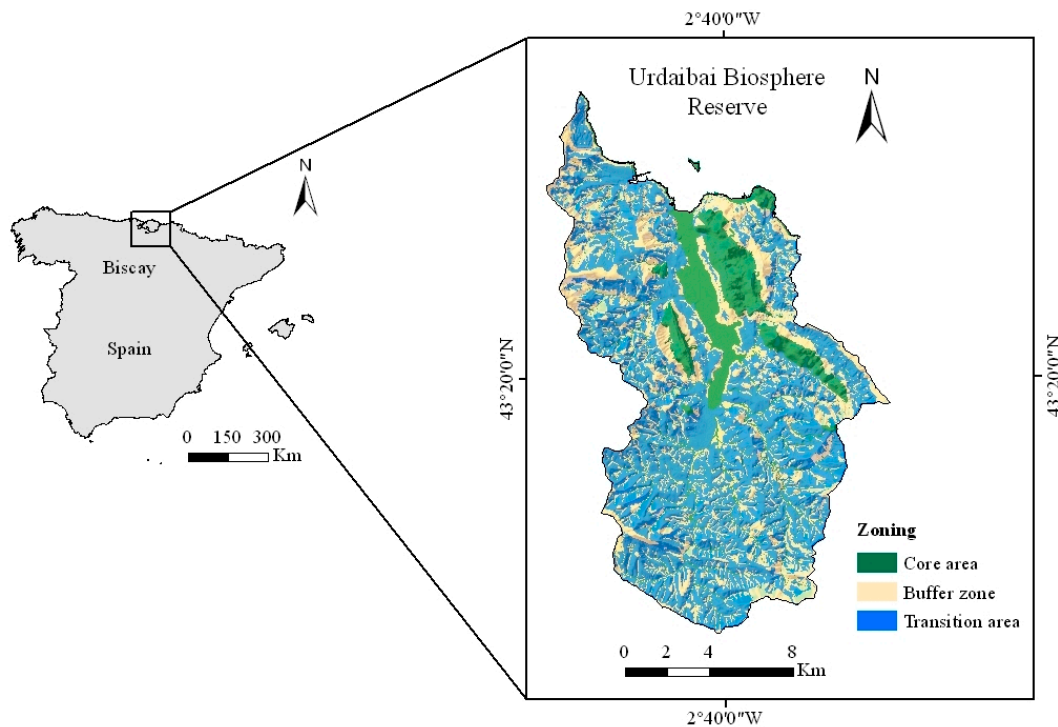 2°40'0"W
Urdaibai Biosphere
Reserve
N
N
Biscay
Spain
0 150 300
Km
43°20'0"N
43°20'0"N
Zoning
Core area
Buffer zone
Transition area
0 2 4 8
Km
2°40'0"W